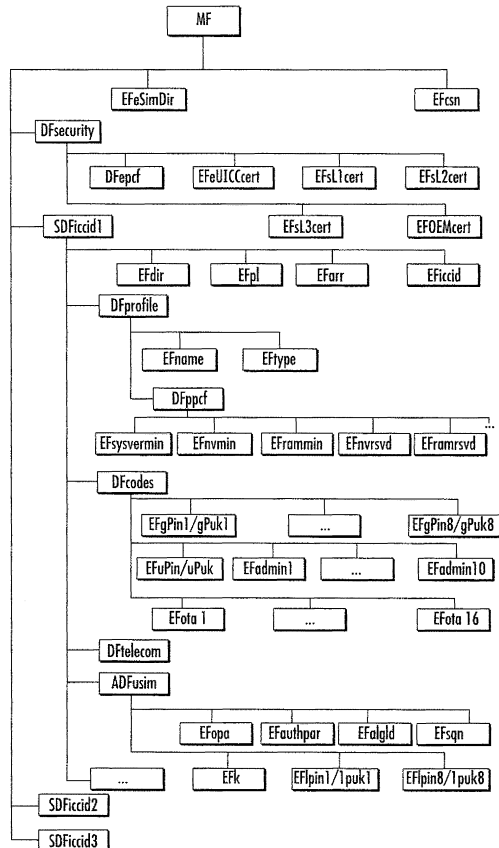 MF
EFeSimDir EFcsn
DFsecurity
DFepcf EFeUICCcert EFsL1cert EFsL2cert
EFsL3cert EFOEMcert
SDFiccid1
EFdir EFpl EFarr EFiccid
DFprofile
EFname EFtype
DFppcf
...
EFsysvermin EFnvmin EFrammin EFnvrsvd EFramrsvd
DFcodes
EFgPin1/gPuk1 ... EFgPin8/gPuk8
EFuPin/uPuk EFadmin1 ... EFadmin10
EFota 1 ... EFota 16
DFtelecom
ADFusim
EFopa EFauthpar EFalgId EFsqn
... EFk EFlpin1/1puk1 EFlpin8/1puk8
SDFiccid2
SDFiccid3